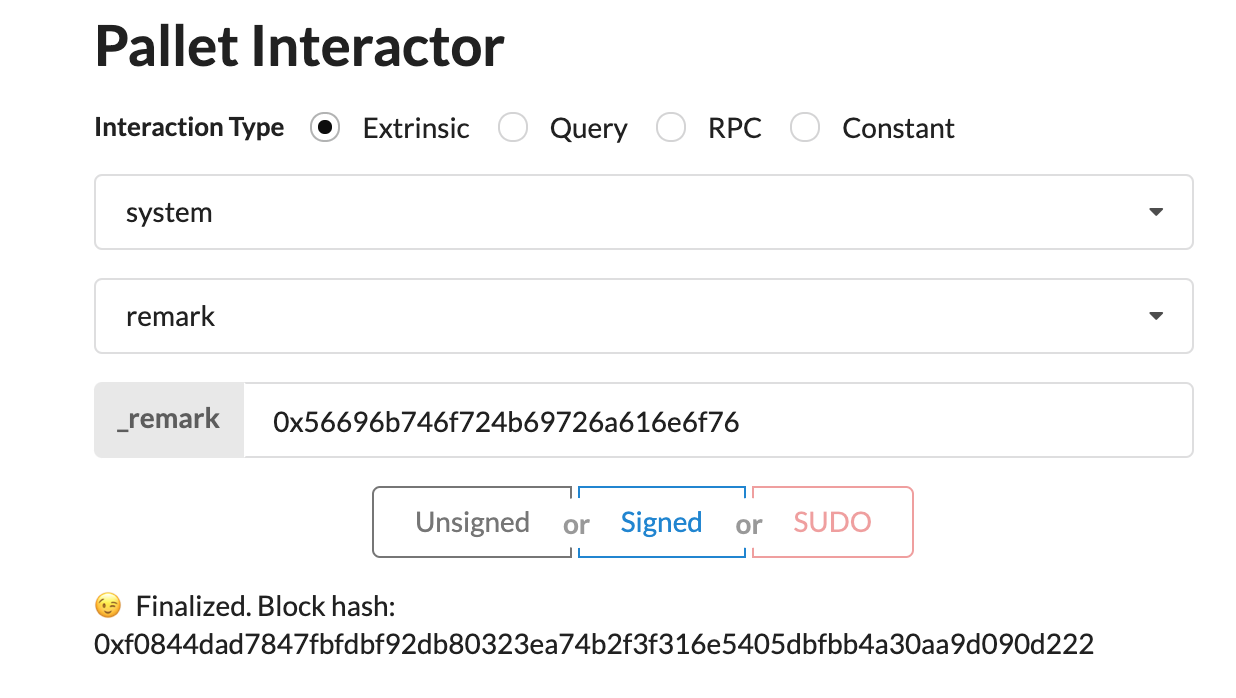 Pallet Interactor
Interaction Type Extrinsic Query RPC Constant
system
remark
_remark 0x56696b746f724b69726a616e6f76
Unsigned or Signed or SUDO
😉 Finalized. Block hash:
0xf0844dad7847fbfdbf92db80323ea74b2f3f316e5405dbfbb4a30aa9d090d222